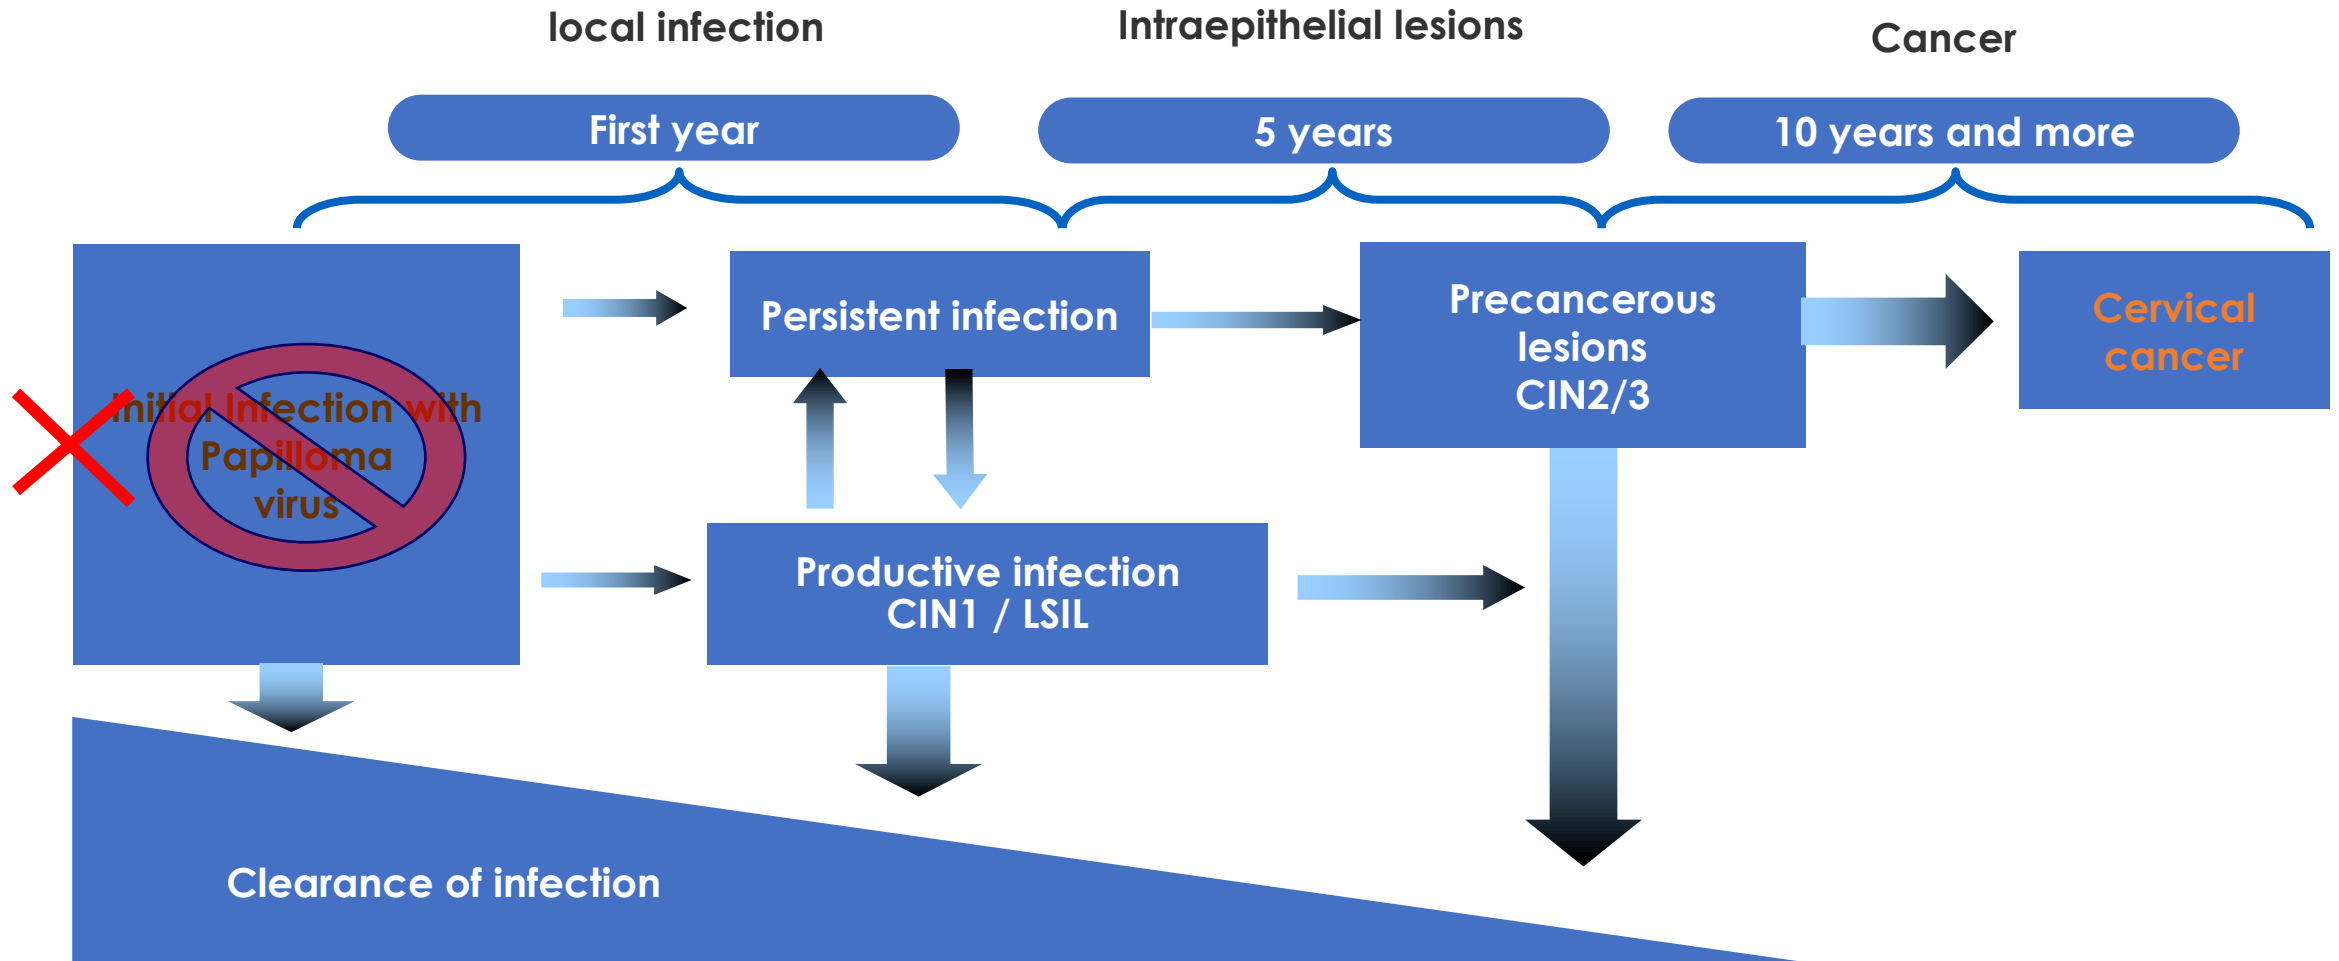 local infection
Intraepithelial lesions
Cancer
First year
5 years
10 years and more
Initial Infection with
Papilloma
virus
Persistent infection
Precancerous
lesions
CIN2/3
Cervical
cancer
Productive infection
CIN1 / LSIL
Clearance of infection